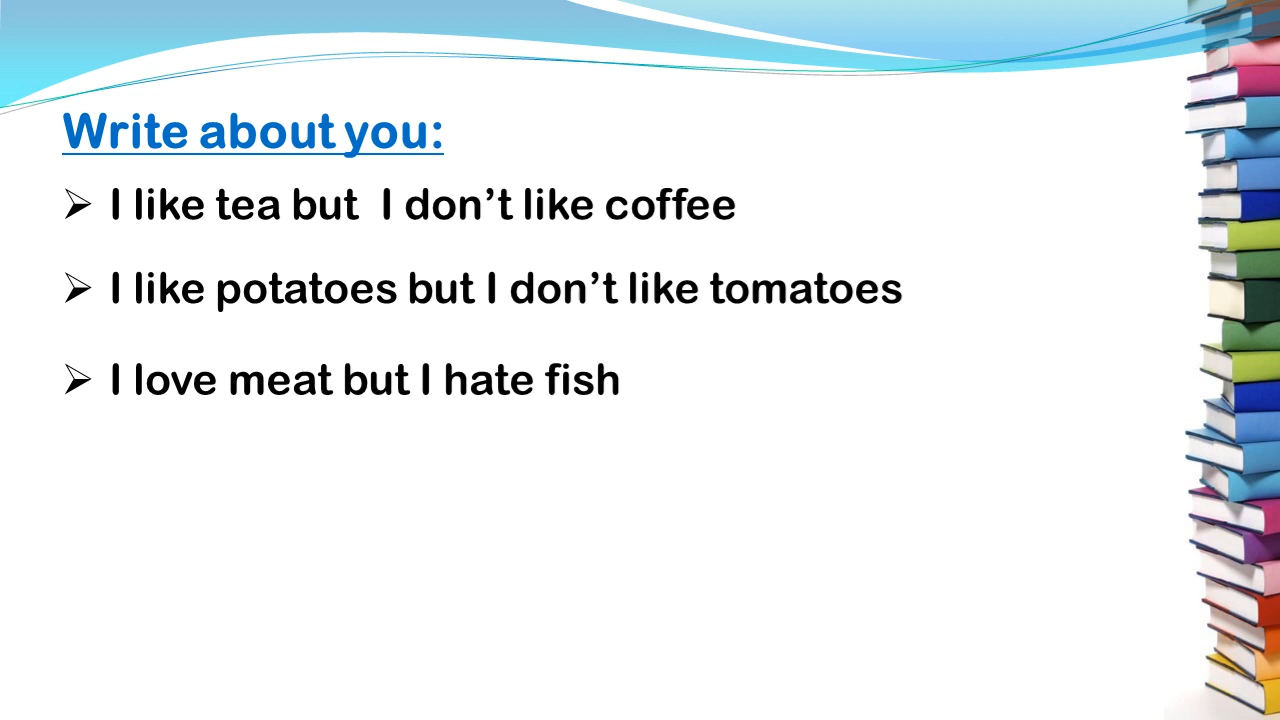 Write about you:
➢ I like tea but  I don’t like coffee
➢ I like potatoes but I don’t like tomatoes
➢ I love meat but I hate fish